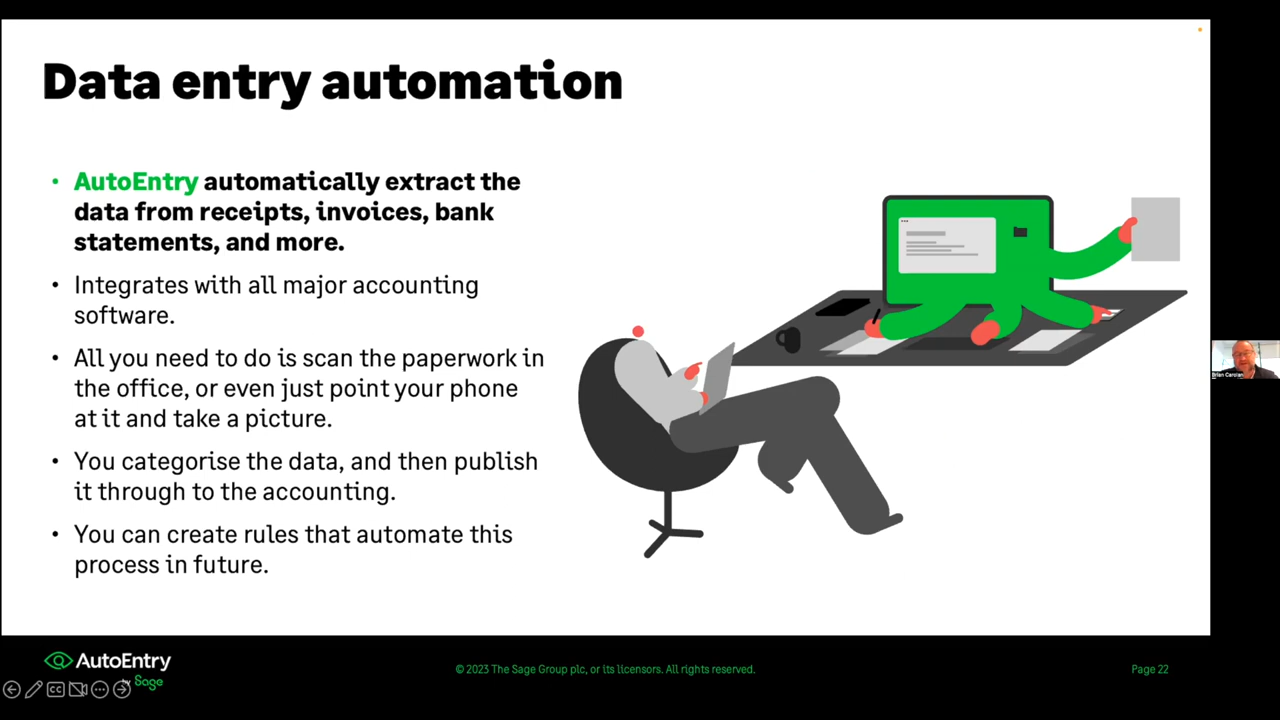 Data entry automation
• AutoEntry automatically extract the
data from receipts, invoices, bank
statements, and more.
• Integrates with all major accounting
software.
• All you need to do is scan the paperwork in
the office, or even just point your phone
at it and take a picture.
• You categorise the data, and then publish
it through to the accounting.
• You can create rules that automate this
process in future.
Brian Carolan
AutoEntry
by Sage
© 2023 The Sage Group plc, or its licensors. All rights reserved.
Page 22
CC